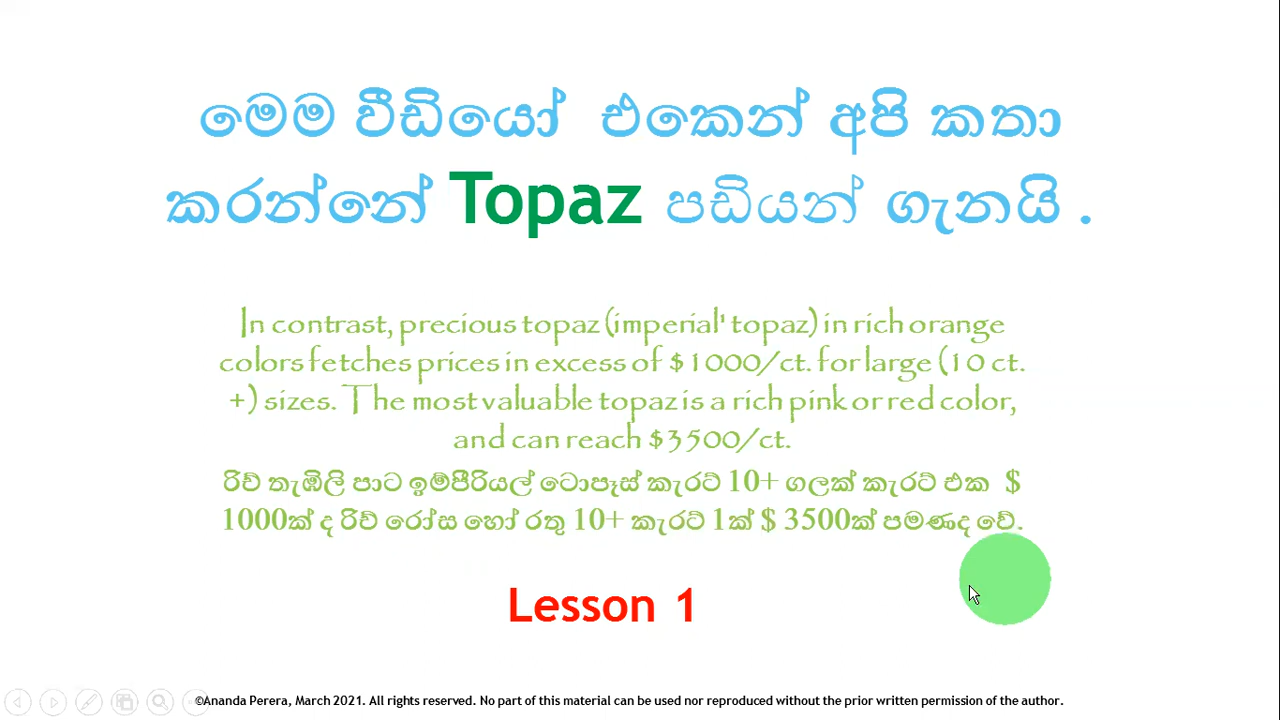 මෙම වීඩියෝ එකෙන් අපි කතා
කරන්නේ Topaz පඩියන් ගැනයි .
In contrast, precious topaz (imperial' topaz) in rich orange
colors fetches prices in excess of $1000/ct. for large (10 ct.
+) sizes. The most valuable topaz is a rich pink or red color,
and can reach $3500/ct.
රිච් තැඹිලි පාට ඉම්පීරියල් ටොපෑස් කැරට් 10+ ගලක් කැරට් එක $
1000ක් ද රිච් රෝස හෝ රතු 10+ කැරට් 1ක් $ 3500ක් පමණද වේ.
Lesson 1
©Ananda Perera, March 2021. All rights reserved. No part of this material can be used nor reproduced without the prior written permission of the author.